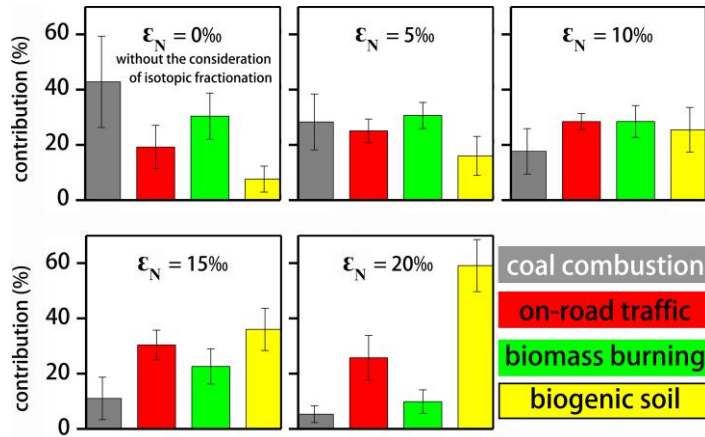 contribution (%)
60
40
20
0
ε_N = 0‰
without the consideration
of isotopic fractionation
ε_N = 5‰
ε_N = 10‰
contribution (%)
60
40
20
0
ε_N = 15‰
ε_N = 20‰
coal combustion
on-road traffic
biomass burning
biogenic soil